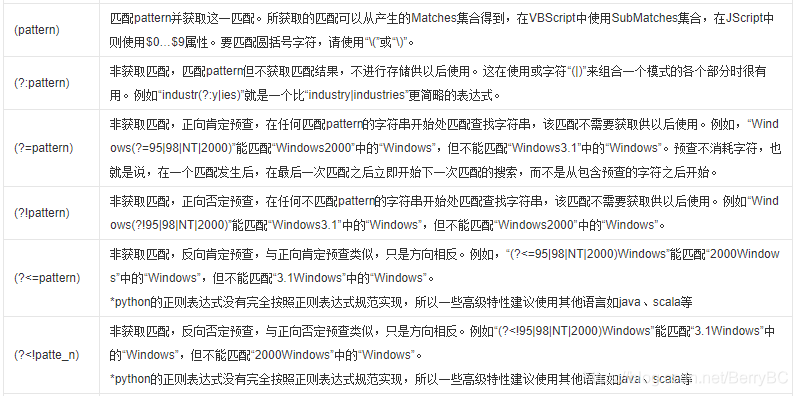 (pattern)
匹配pattern并获取这一匹配。所获取的匹配可以从产生的Matches集合得到，在VBScript中使用SubMatches集合，在JScript中
则使用$0…$9属性。要匹配圆括号字符，请使用“\(”或“\)”。
(?:pattern)
非获取匹配，匹配pattern但不获取匹配结果，不进行存储供以后使用。这在使用或字符“(|)”来组合一个模式的各个部分时很有
用。例如“industr(?:y|ies)”就是一个比“industry|industries”更简略的表达式。
(?=pattern)
非获取匹配，正向肯定预查，在任何匹配pattern的字符串开始处匹配查找字符串，该匹配不需要获取供以后使用。例如，“Wind
ows(?=95|98|NT|2000)”能匹配“Windows2000”中的“Windows”，但不能匹配“Windows3.1”中的“Windows”。预查不消耗字符，也
就是说，在一个匹配发生后，在最后一次匹配之后立即开始下一次匹配的搜索，而不是从包含预查的字符之后开始。
(?!pattern)
非获取匹配，正向否定预查，在任何不匹配pattern的字符串开始处匹配查找字符串，该匹配不需要获取供以后使用。例如“Wind
ows(?!95|98|NT|2000)”能匹配“Windows3.1”中的“Windows”，但不能匹配“Windows2000”中的“Windows”。
(?<=pattern)
非获取匹配，反向肯定预查，与正向肯定预查类似，只是方向相反。例如，“(?<=95|98|NT|2000)Windows”能匹配“2000Window
s”中的“Windows”，但不能匹配“3.1Windows”中的“Windows”。
*python的正则表达式没有完全按照正则表达式规范实现，所以一些高级特性建议使用其他语言如java、scala等
(?<!patte_n)
非获取匹配，反向否定预查，与正向否定预查类似，只是方向相反。例如“(?<!95|98|NT|2000)Windows”能匹配“3.1Windows”中
的“Windows”，但不能匹配“2000Windows”中的“Windows”。
*python的正则表达式没有完全按照正则表达式规范实现，所以一些高级特性建议使用其他语言如java、scala等